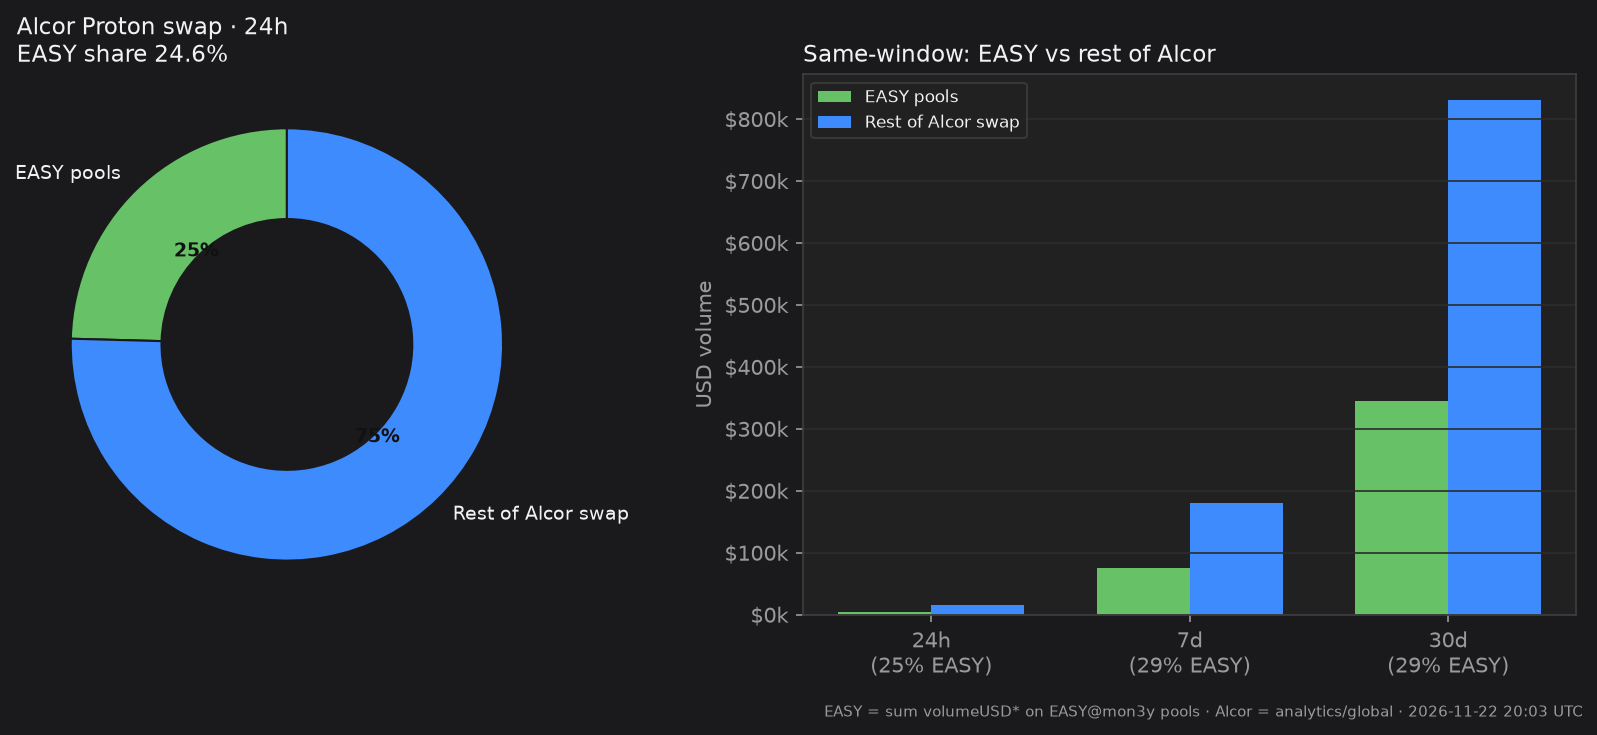 Alcor Proton swap · 24h
EASY share 24.6%
EASY pools
25%
75%
Rest of Alcor swap
Same-window: EASY vs rest of Alcor
EASY pools
Rest of Alcor swap
USD volume
$800k
$700k
$600k
$500k
$400k
$300k
$200k
$100k
$0k
24h
(25% EASY)
7d
(29% EASY)
30d
(29% EASY)
EASY = sum volumeUSD* on EASY@mon3y pools · Alcor = analytics/global · 2026-11-22 20:03 UTC